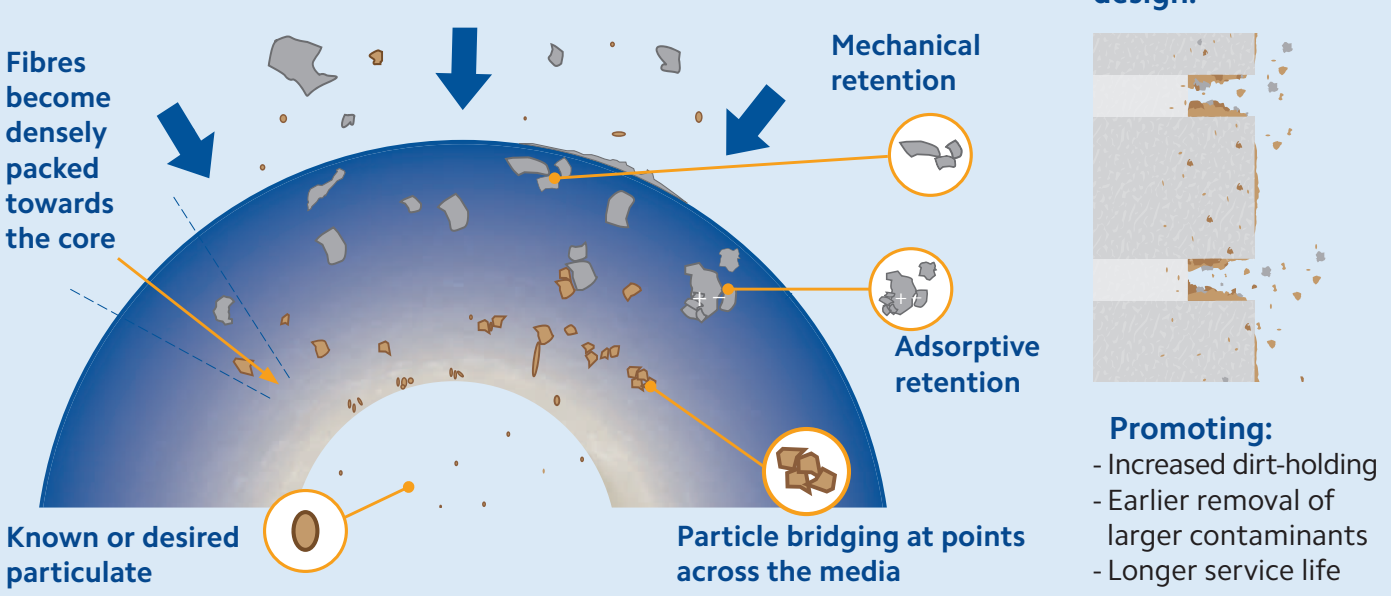 Fibres
become
densely
packed
towards
the core
Mechanical
retention
+ −
+ −
Adsorptive
retention
Known or desired
particulate
Particle bridging at points
across the media
design.
Promoting:
- Increased dirt-holding
- Earlier removal of
larger contaminants
- Longer service life